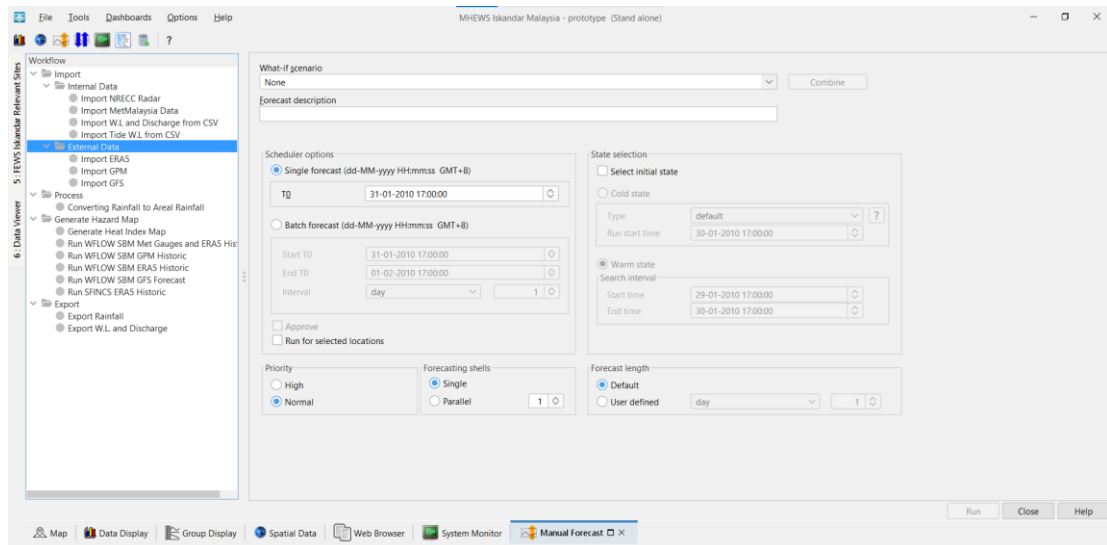 File Tools Dashboards Options Help
MHEWS Iskandar Malaysia - prototype (Stand alone)
?
5 : FEWS Iskandar Relevant Sites
6 : Data Viewer
Workflow
Import
Internal Data
Import NRECC Radar
Import MetMalaysia Data
Import W.L and Discharge from CSV
Import Tide W.L from CSV
External Data
Import ERA5
Import GPM
Import GFS
Process
Converting Rainfall to Areal Rainfall
Generate Hazard Map
Generate Heat Index Map
Run WFLOW SBM Met Gauges and ERA5 His
Run WFLOW SBM GPM Historic
Run WFLOW SBM ERA5 Historic
Run WFLOW SBM GFS Forecast
Run SFINCS ERA5 Historic
Export
Export Rainfall
Export W.L. and Discharge
What-if scenario
None
Combine
Forecast description
Scheduler options
Single forecast (dd-MM-yyyy HH:mm:ss GMT+8)
T0 31-01-2010 17:00:00
Batch forecast (dd-MM-yyyy HH:mm:ss GMT+8)
Start T0 31-01-2010 17:00:00
End T0 01-02-2010 17:00:00
Interval day 1
Approve
Run for selected locations
State selection
Select initial state
Cold state
Type default ?
Run start time 30-01-2010 17:00:00
Warm state
Search interval
Start time 29-01-2010 17:00:00
End time 30-01-2010 17:00:00
Priority
High
Normal
Forecasting shells
Single
Parallel 1
Forecast length
Default
User defined day 1
Run Close Help
Map Data Display Group Display Spatial Data Web Browser System Monitor Manual Forecast